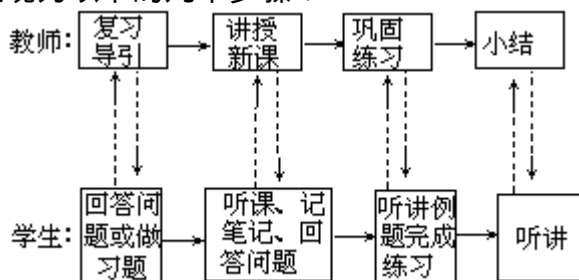 教师：
复习
导引
讲授
新课
巩固
练习
小结
学生：
回答问
题或做
习题
听课、记
笔记、回
答问题
听讲例
题完成
练习
听讲